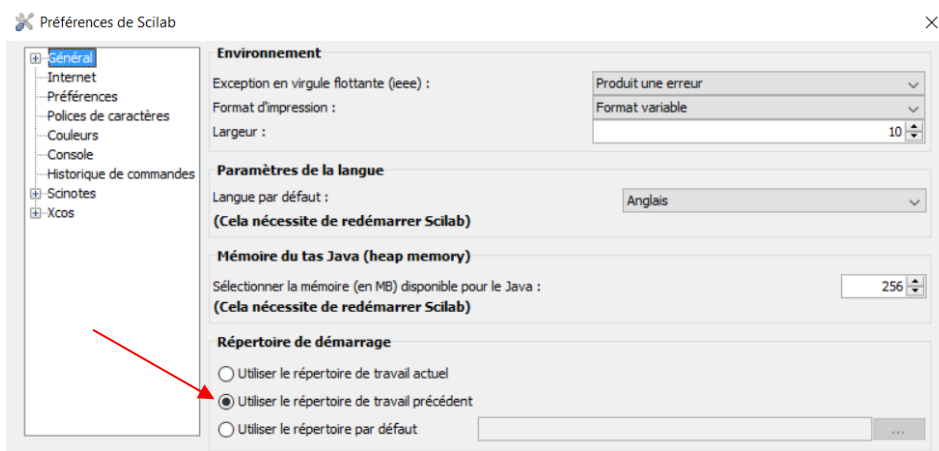 Préférences de Scilab
Général
Internet
Préférences
Polices de caractères
Couleurs
Console
Historique de commandes
Scinotes
Xcos
Environnement
Exception en virgule flottante (ieee) : Produit une erreur
Format d'impression : Format variable
Largeur : 10
Paramètres de la langue
Langue par défaut : Anglais
(Cela nécessite de redémarrer Scilab)
Mémoire du tas Java (heap memory)
Sélectionner la mémoire (en MB) disponible pour le Java : 256
(Cela nécessite de redémarrer Scilab)
Répertoire de démarrage
Utiliser le répertoire de travail actuel
Utiliser le répertoire de travail précédent
Utiliser le répertoire par défaut ...